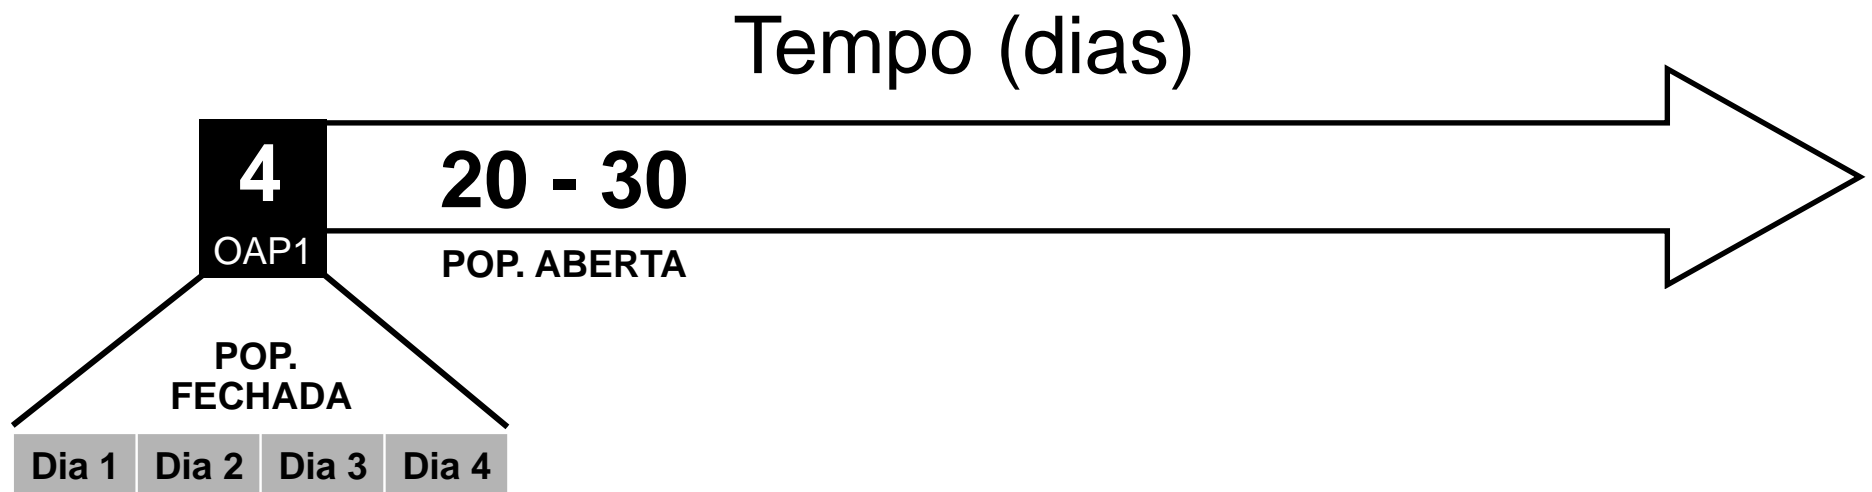 Tempo (dias)
4
20 - 30
OAP1
POP. ABERTA
POP.
FECHADA
Dia 1 Dia 2 Dia 3 Dia 4